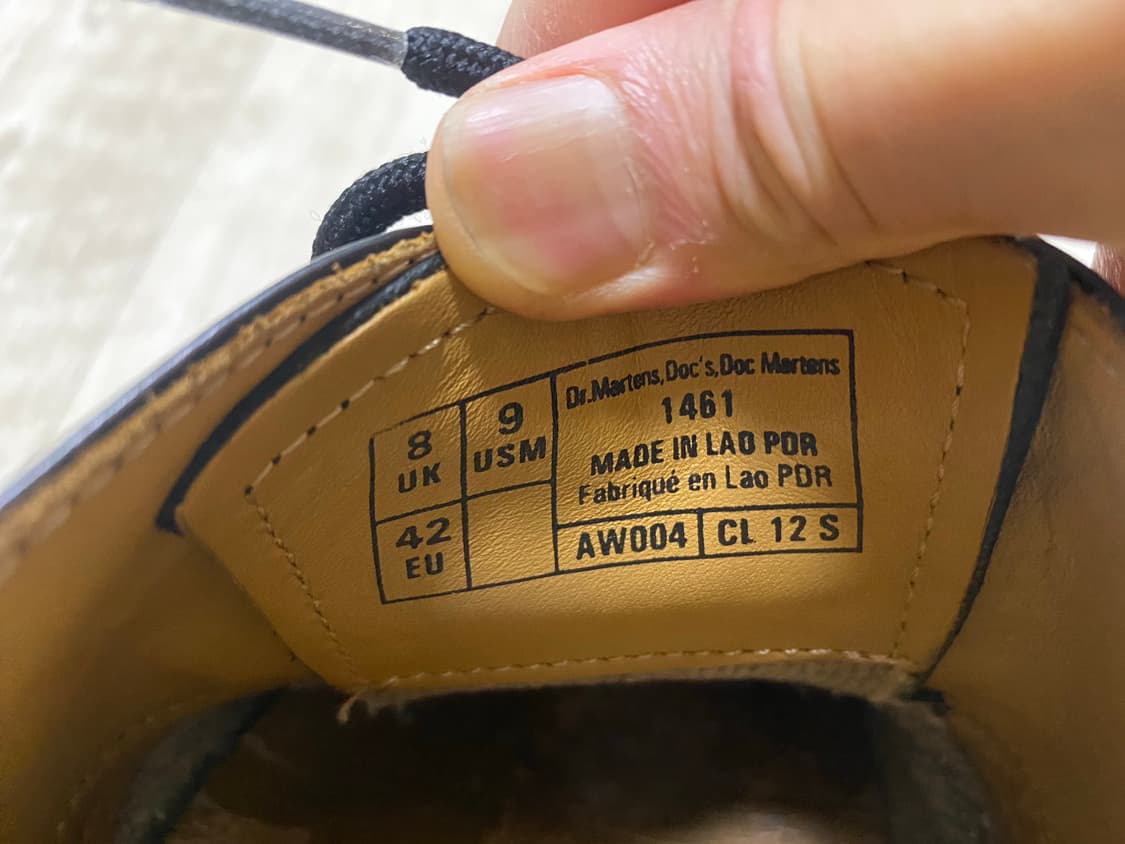 8
UK
9
USM
42
EU
Dr.Martens,Doc's,Doc Martens
1461
MADE IN LAO PDR
Fabriqué en Lao PDR
AW004
CL 12 S